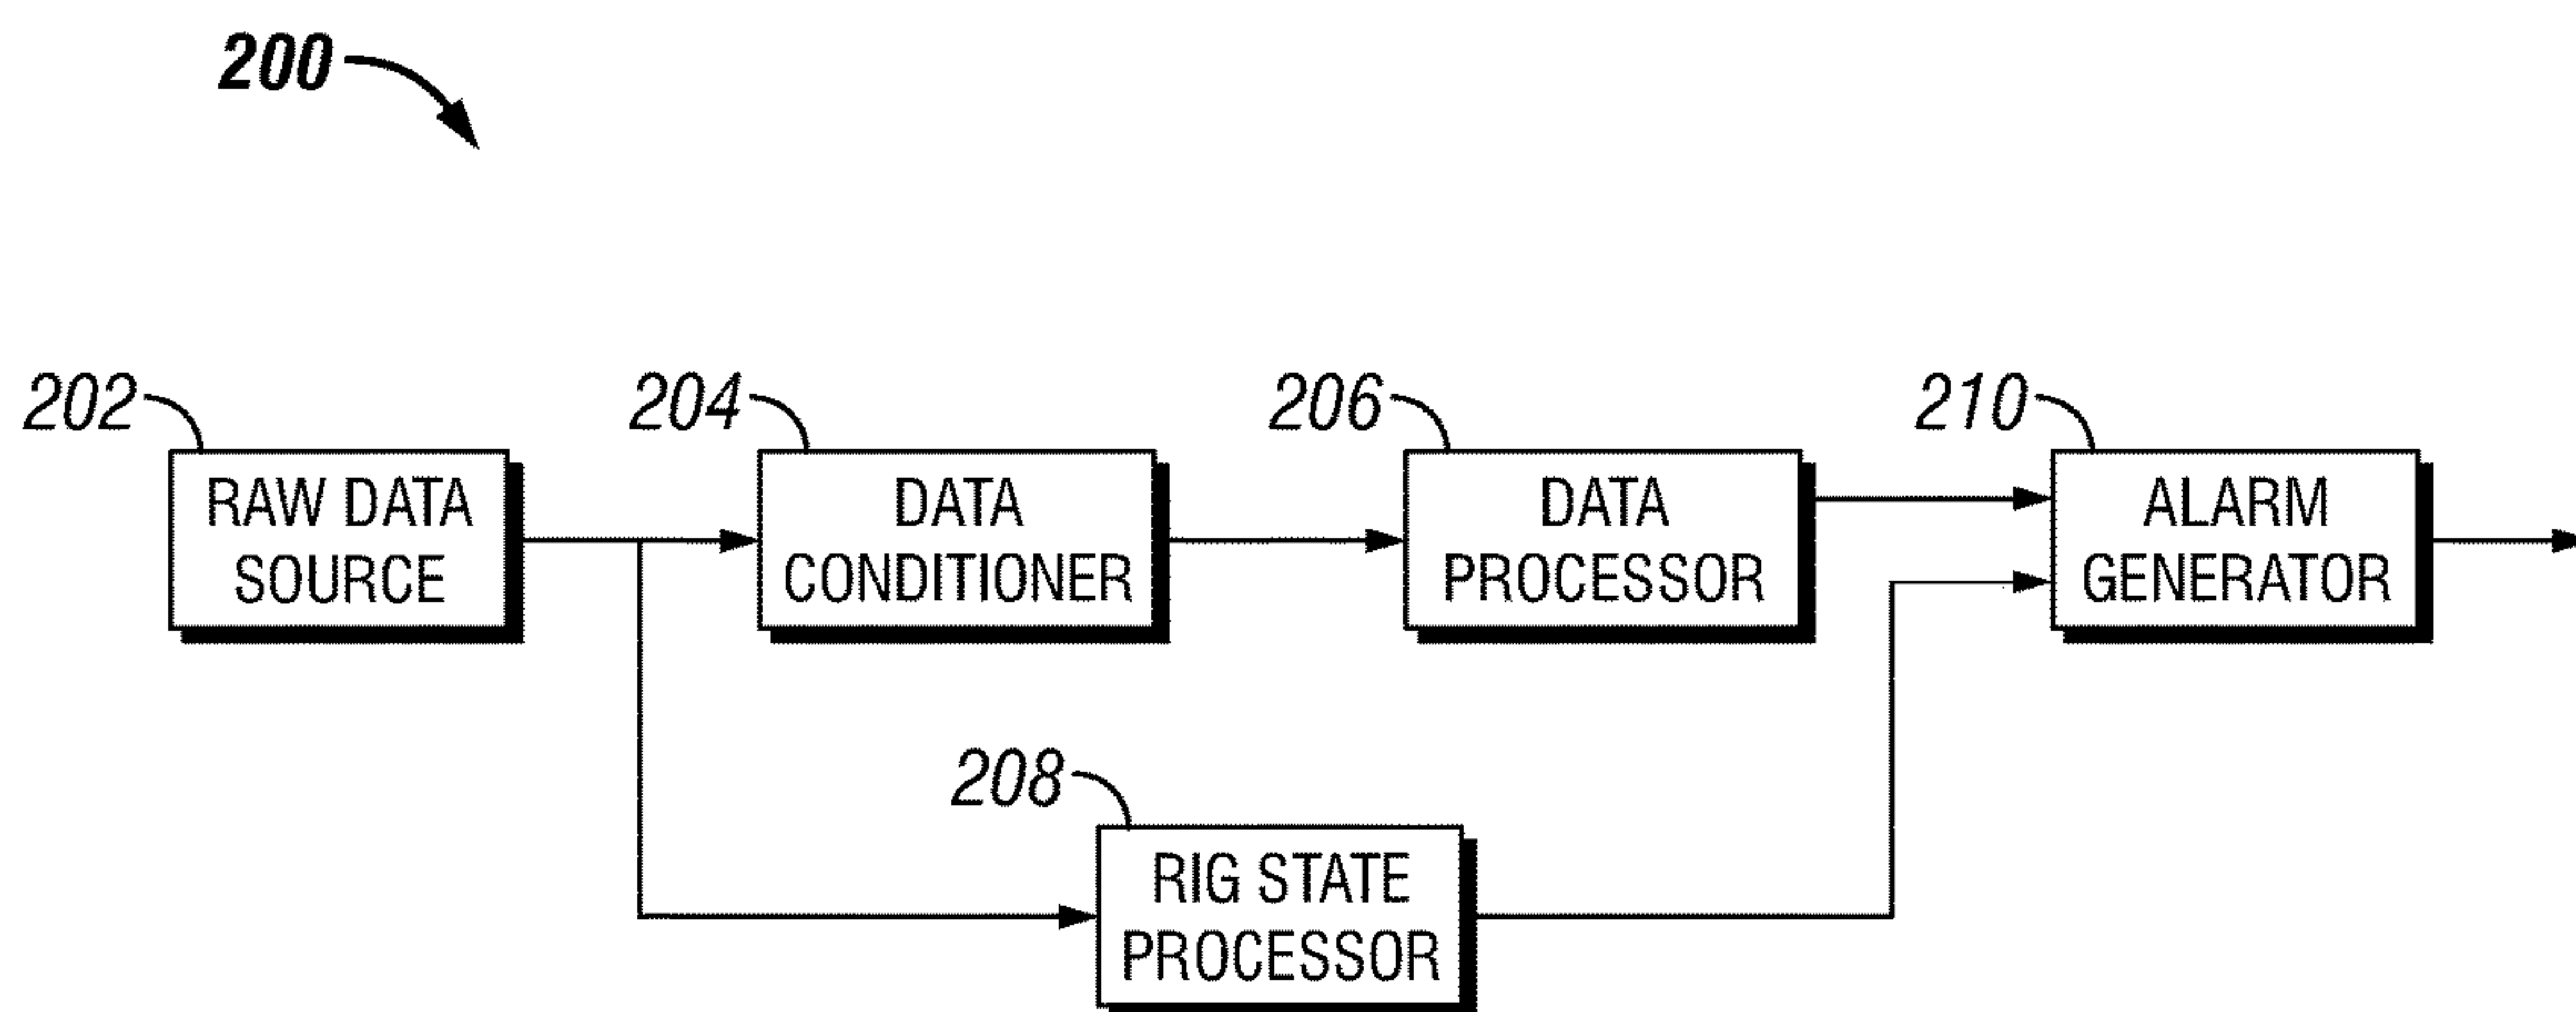 200
202
RAW DATA
SOURCE
204
DATA
CONDITIONER
206
DATA
PROCESSOR
210
ALARM
GENERATOR
208
RIG STATE
PROCESSOR